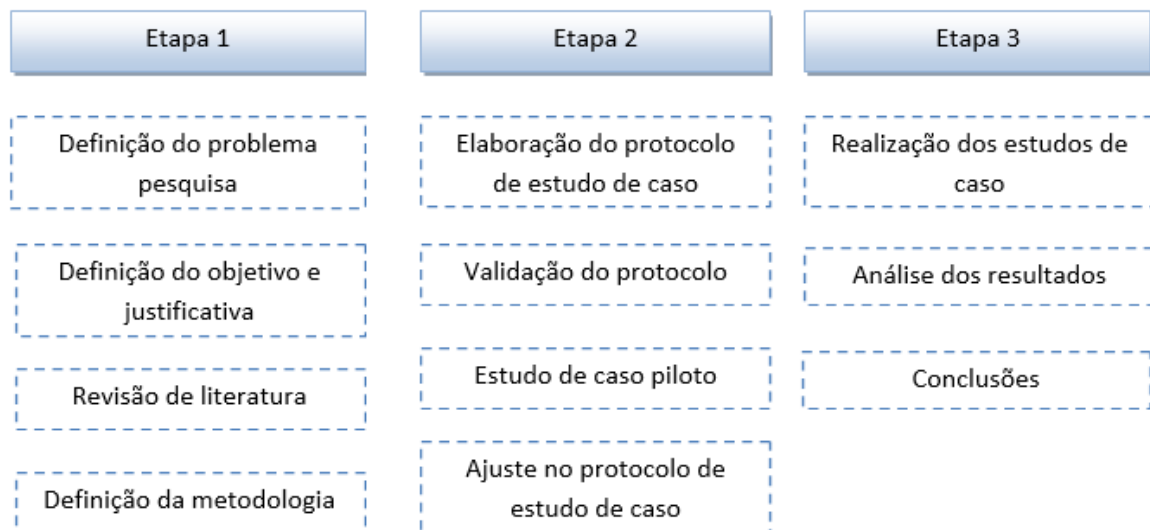 Etapa 1
Definição do problema
pesquisa
Definição do objetivo e
justificativa
Revisão de literatura
Definição da metodologia
Etapa 2
Elaboração do protocolo
de estudo de caso
Validação do protocolo
Estudo de caso piloto
Ajuste no protocolo de
estudo de caso
Etapa 3
Realização dos estudos de
caso
Análise dos resultados
Conclusões